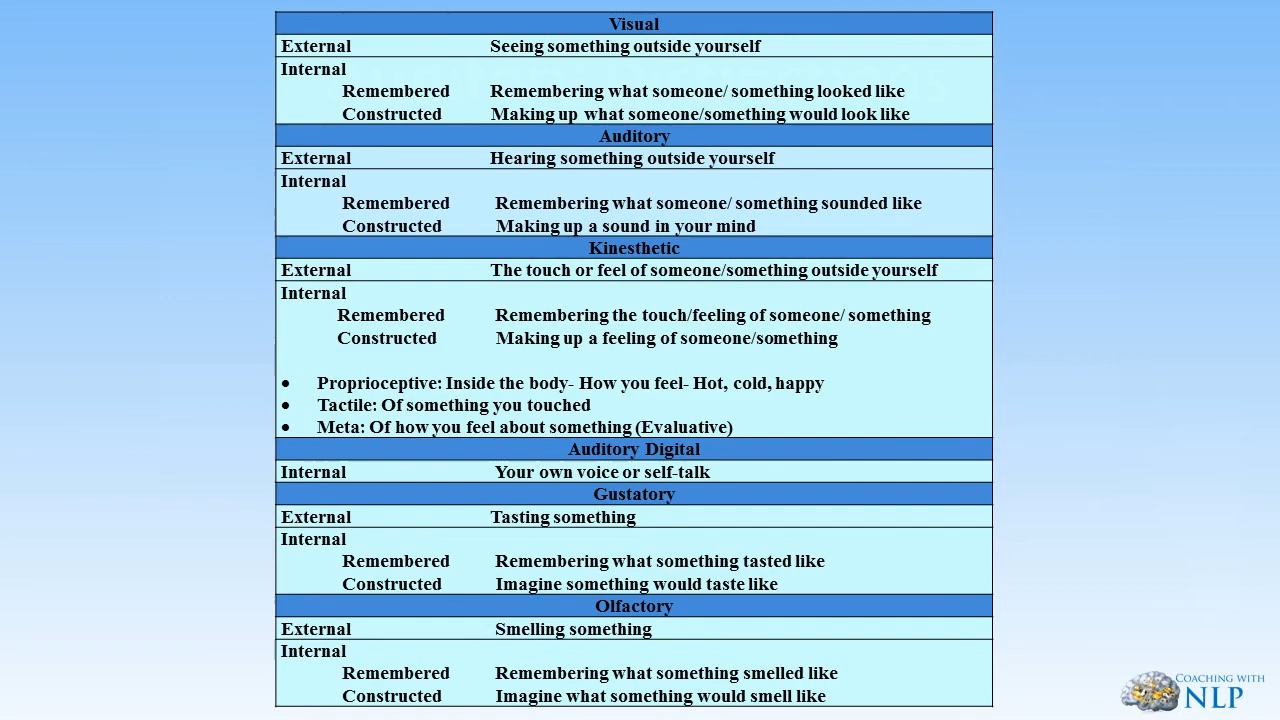 Visual
External Seeing something outside yourself
Internal
Remembered Remembering what someone/ something looked like
Constructed Making up what someone/something would look like
Auditory
External Hearing something outside yourself
Internal
Remembered Remembering what someone/ something sounded like
Constructed Making up a sound in your mind
Kinesthetic
External The touch or feel of someone/something outside yourself
Internal
Remembered Remembering the touch/feeling of someone/ something
Constructed Making up a feeling of someone/something
• Proprioceptive: Inside the body- How you feel- Hot, cold, happy
• Tactile: Of something you touched
• Meta: Of how you feel about something (Evaluative)
Auditory Digital
Internal Your own voice or self-talk
Gustatory
External Tasting something
Internal
Remembered Remembering what something tasted like
Constructed Imagine something would taste like
Olfactory
External Smelling something
Internal
Remembered Remembering what something smelled like
Constructed Imagine what something would smell like
COACHING WITH
NLP